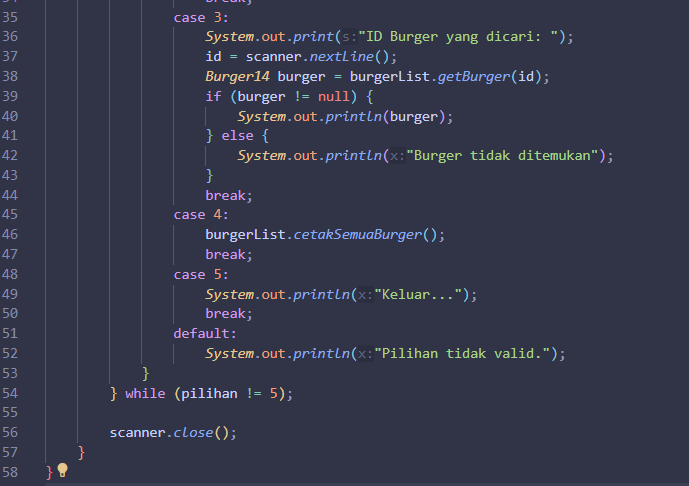 break;
35 case 3:
36 System.out.print(s:"ID Burger yang dicari: ");
37 id = scanner.nextLine();
38 Burger14 burger = burgerList.getBurger(id);
39 if (burger != null) {
40 System.out.println(burger);
41 } else {
42 System.out.println(x:"Burger tidak ditemukan");
43 }
44 break;
45 case 4:
46 burgerList.cetakSemuaBurger();
47 break;
48 case 5:
49 System.out.println(x:"Keluar...");
50 break;
51 default:
52 System.out.println(x:"Pilihan tidak valid.");
53 }
54 } while (pilihan != 5);
55
56 scanner.close();
57 }
58 }